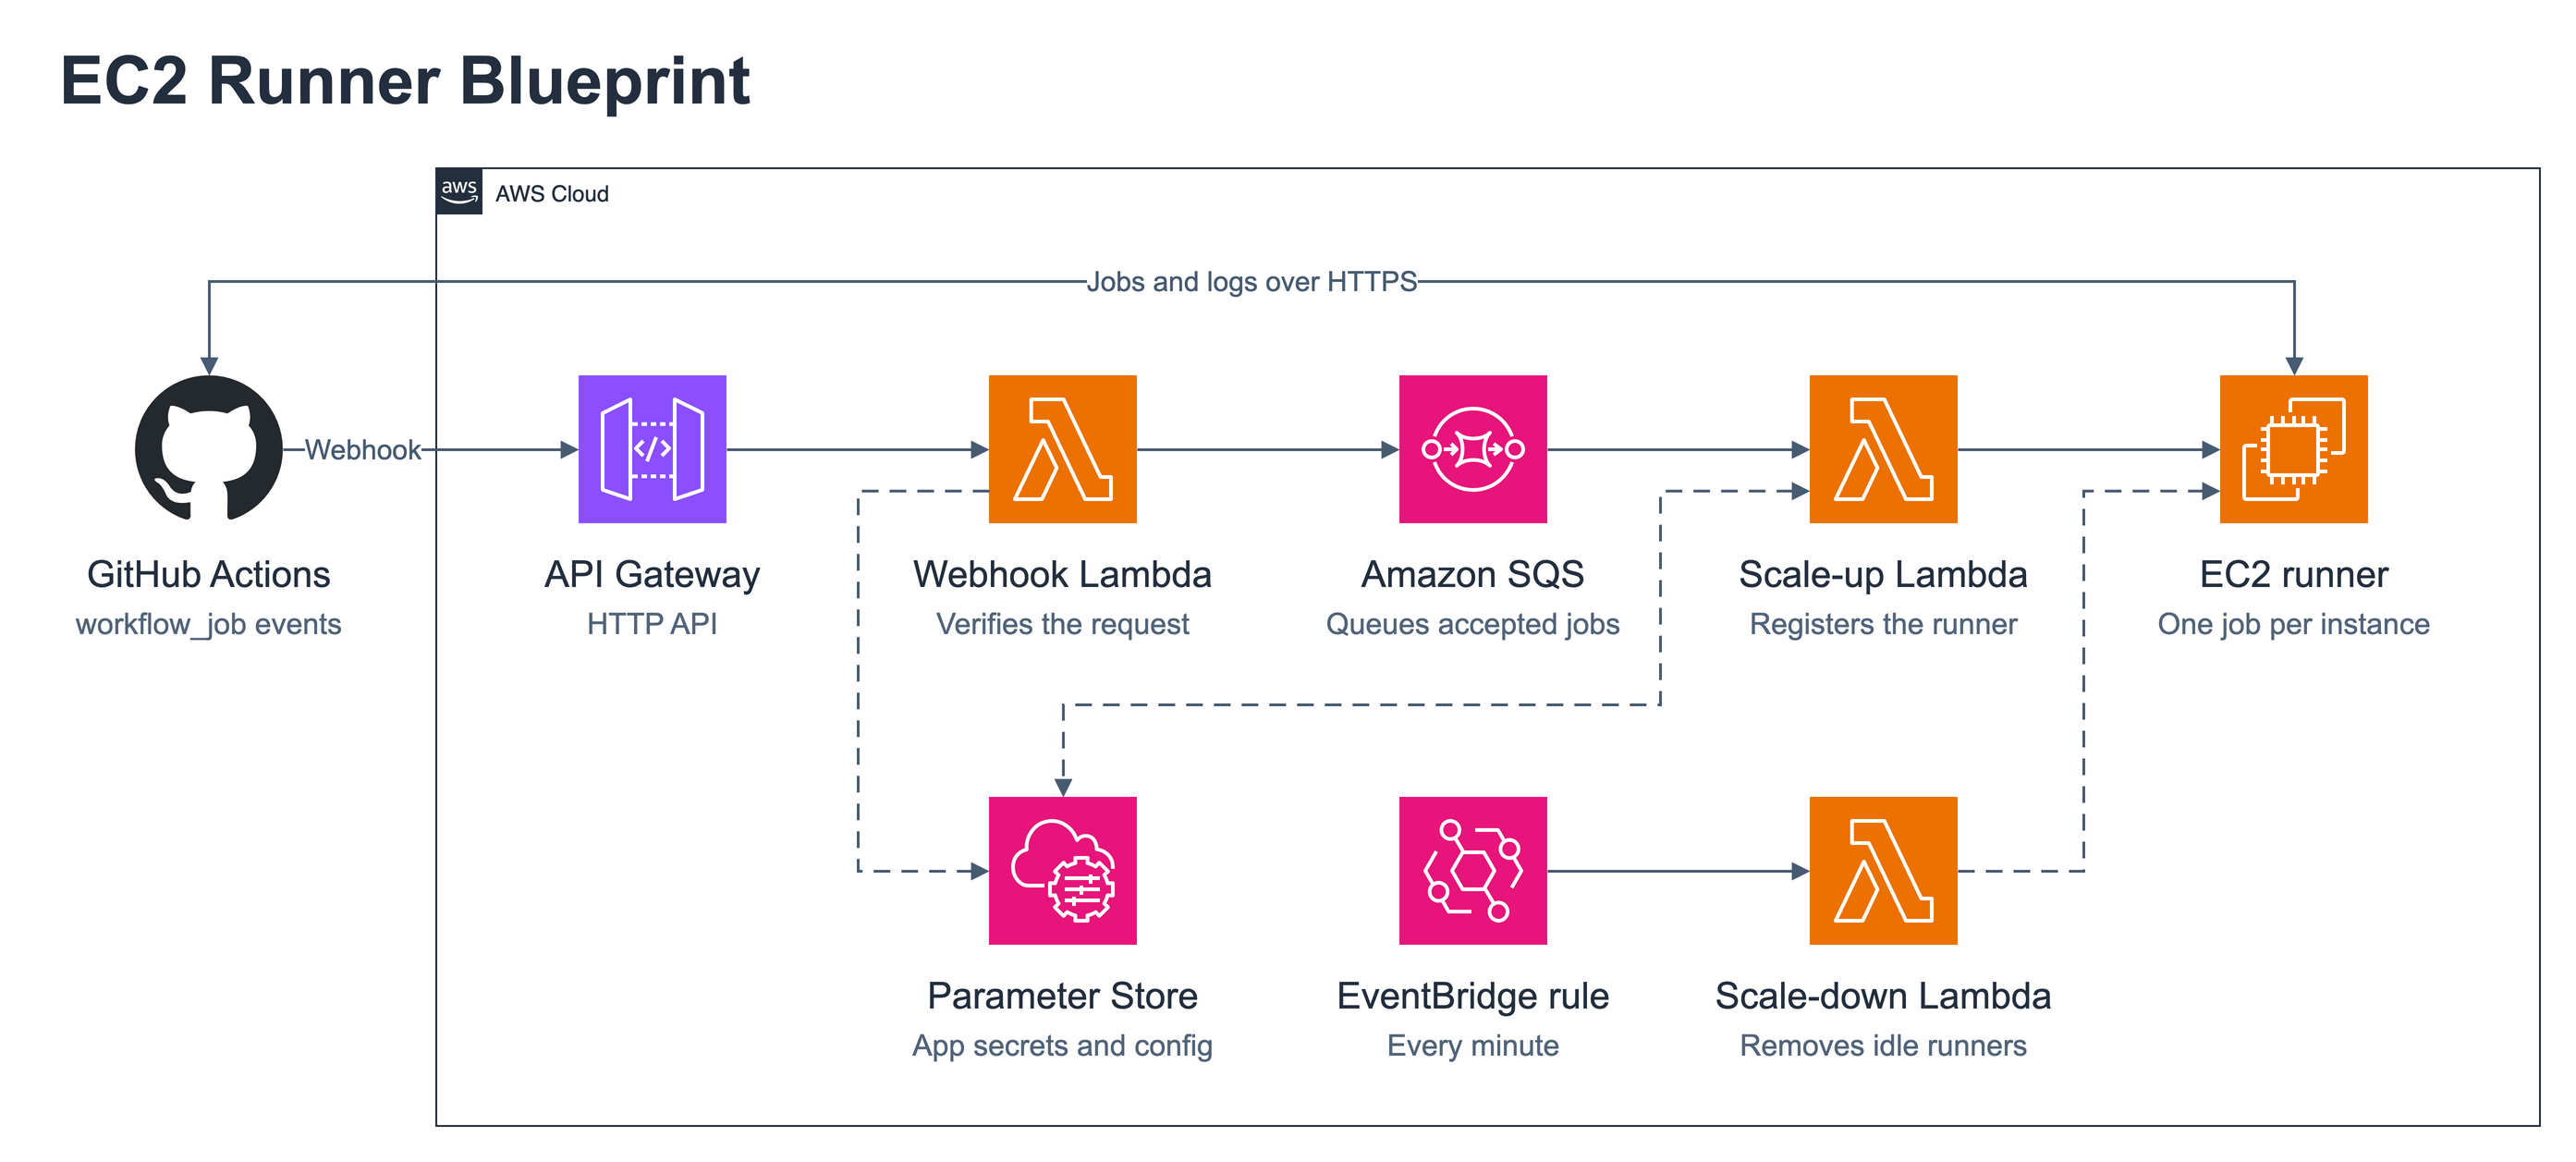 EC2 Runner Blueprint
aws
AWS Cloud
Jobs and logs over HTTPS
Webhook
GitHub Actions
workflow_job events
API Gateway
HTTP API
Webhook Lambda
Verifies the request
Amazon SQS
Queues accepted jobs
Scale-up Lambda
Registers the runner
EC2 runner
One job per instance
Parameter Store
App secrets and config
EventBridge rule
Every minute
Scale-down Lambda
Removes idle runners